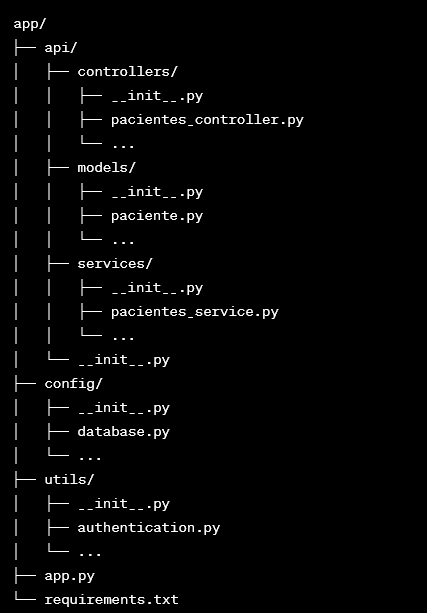 app/
├── api/
│   ├── controllers/
│   │   ├── __init__.py
│   │   ├── pacientes_controller.py
│   │   └── ...
│   ├── models/
│   │   ├── __init__.py
│   │   ├── paciente.py
│   │   └── ...
│   ├── services/
│   │   ├── __init__.py
│   │   ├── pacientes_service.py
│   │   └── ...
│   └── __init__.py
├── config/
│   ├── __init__.py
│   ├── database.py
│   └── ...
├── utils/
│   ├── __init__.py
│   ├── authentication.py
│   └── ...
├── app.py
└── requirements.txt